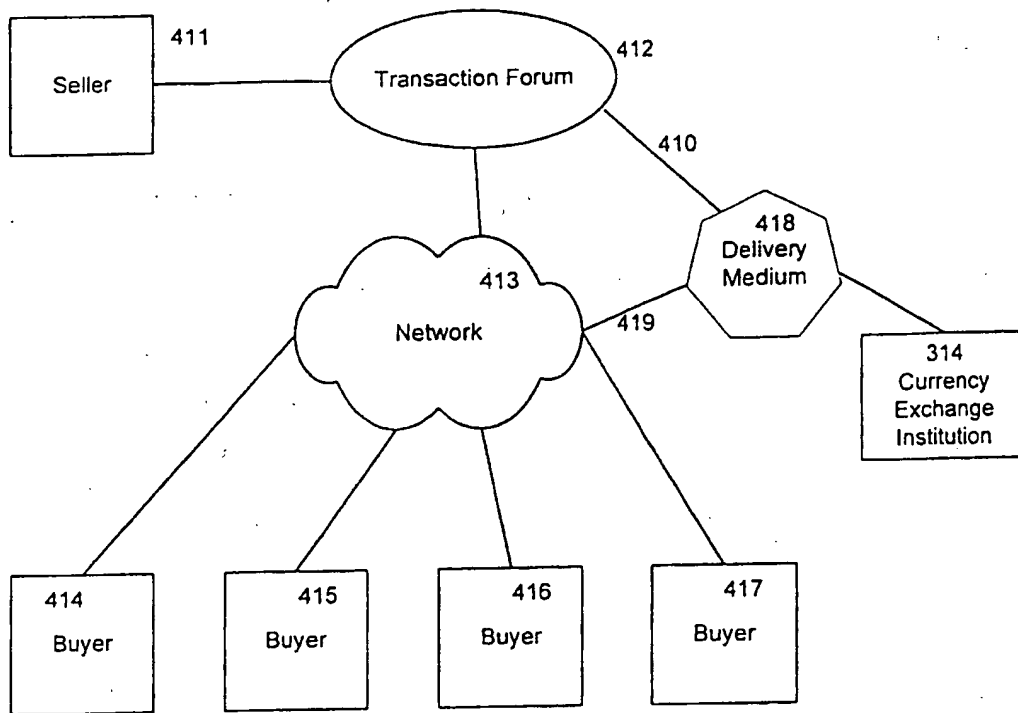 411
412
Seller
Transaction Forum
410
418
Delivery
Medium
413
419
Network
314
Currency
Exchange
Institution
414
415
416
417
Buyer
Buyer
Buyer
Buyer